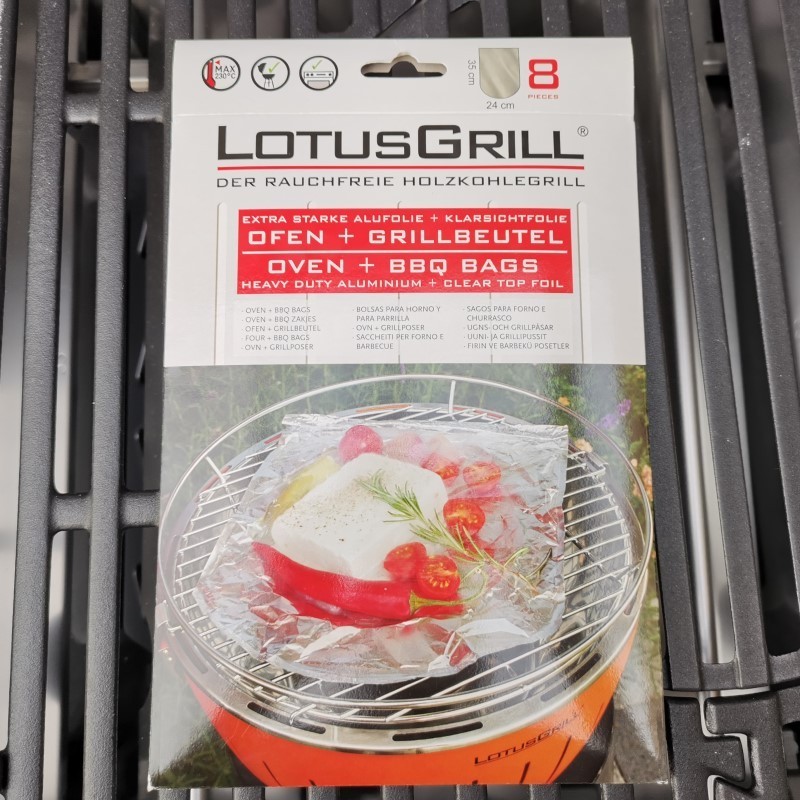 MAX
230°C
35 cm
24 cm
8
PIECES
LOTUSGRILL®
DER RAUCHFREIE HOLZKOHLEGRILL
EXTRA STARKE ALUFOLIE + KLARSICHTFOLIE
OFEN + GRILLBEUTEL
OVEN + BBQ BAGS
HEAVY DUTY ALUMINIUM + CLEAR TOP FOIL
· OVEN + BBQ BAGS
· OVEN + BBQ ZAKJES
· OFEN + GRILLBEUTEL
· FOUR + BBQ BAGS
· OVN + GRILLPOSER
· BOLSAS PARA HORNO Y
PARA PARRILLA
· OVN + GRILLPOSER
· SACCHETTI PER FORNO E
BARBECUE
· SAGOS PARA FORNO E
CHURRASCO
· UGNS- OCH GRILLPÅSAR
· UUNI- JA GRILLIPUSSIT
· FIRIN VE BARBEKÜ POSETLER
LOTUSGRILL